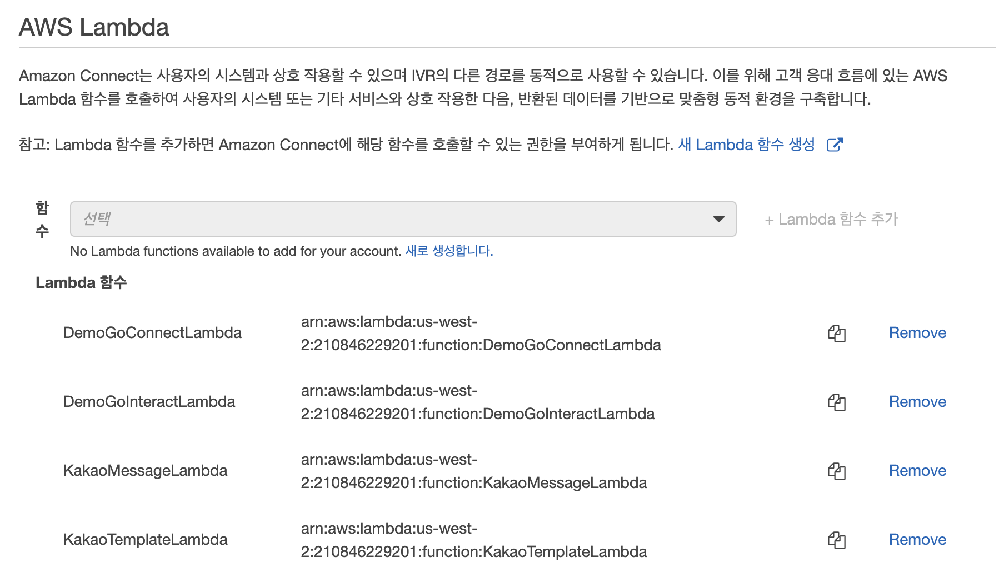 AWS Lambda
Amazon Connect는 사용자의 시스템과 상호 작용할 수 있으며 IVR의 다른 경로를 동적으로 사용할 수 있습니다. 이를 위해 고객 응대 흐름에 있는 AWS
Lambda 함수를 호출하여 사용자의 시스템 또는 기타 서비스와 상호 작용한 다음, 반환된 데이터를 기반으로 맞춤형 동적 환경을 구축합니다.
참고: Lambda 함수를 추가하면 Amazon Connect에 해당 함수를 호출할 수 있는 권한을 부여하게 됩니다. 새 Lambda 함수 생성
함
수
선택
+ Lambda 함수 추가
No Lambda functions available to add for your account. 새로 생성합니다.
Lambda 함수
DemoGoConnectLambda
arn:aws:lambda:us-west-
2:210846229201:function:DemoGoConnectLambda
Remove
DemoGoInteractLambda
arn:aws:lambda:us-west-
2:210846229201:function:DemoGoInteractLambda
Remove
KakaoMessageLambda
arn:aws:lambda:us-west-
2:210846229201:function:KakaoMessageLambda
Remove
KakaoTemplateLambda
arn:aws:lambda:us-west-
2:210846229201:function:KakaoTemplateLambda
Remove